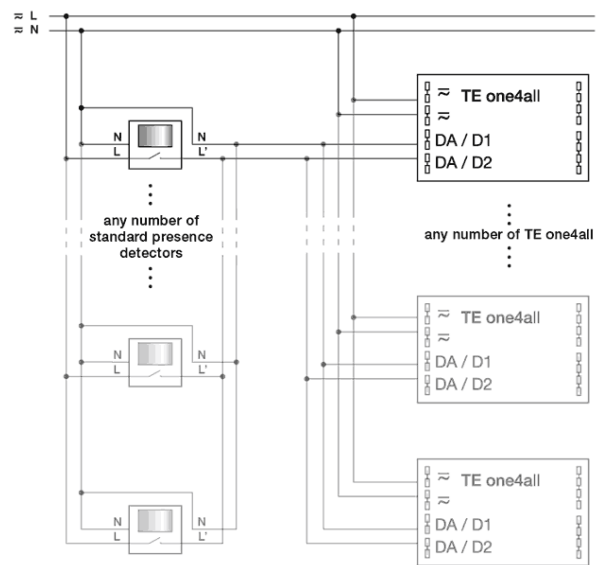 ≂ L
≂ N
≂ TE one4all
≂
N N DA / D1
L L' DA / D2
any number of
standard presence
detectors
any number of TE one4all
≂ TE one4all
≂
N N DA / D1
L L' DA / D2
≂ TE one4all
≂
N N DA / D1
L L' DA / D2